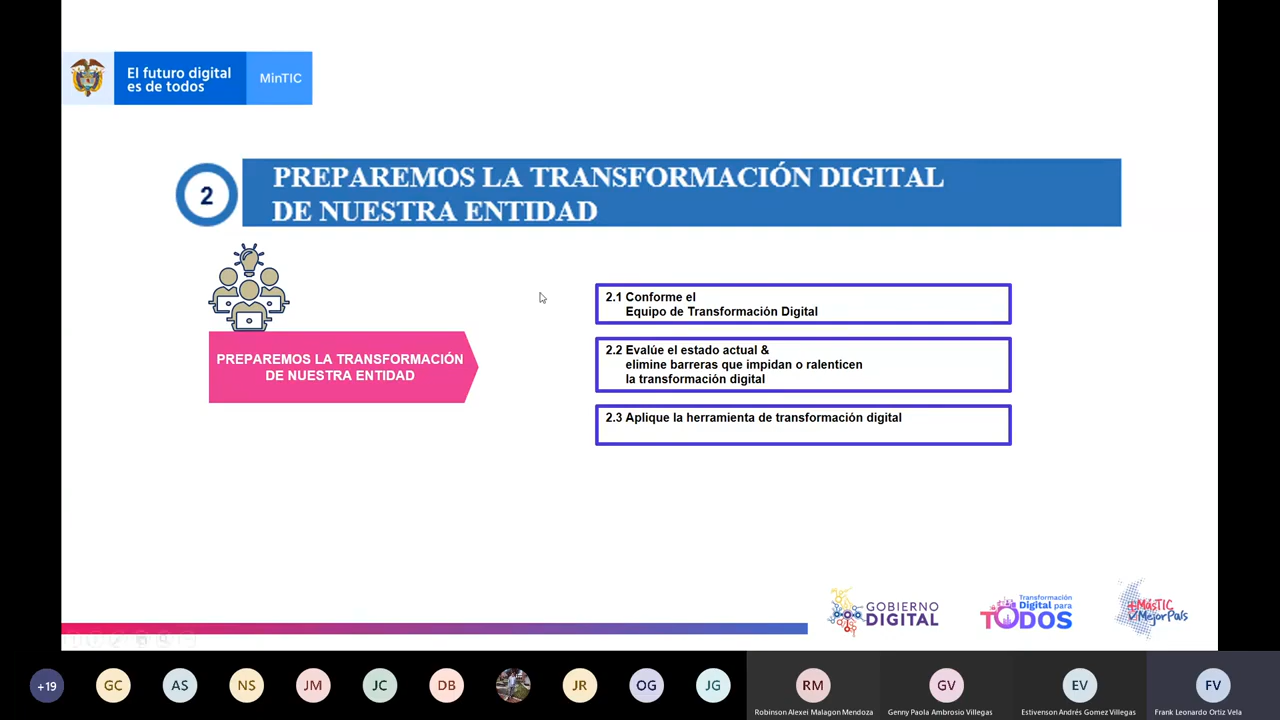 El futuro digital
es de todos
MinTIC
2
PREPAREMOS LA TRANSFORMACIÓN DIGITAL
DE NUESTRA ENTIDAD
PREPAREMOS LA TRANSFORMACIÓN
DE NUESTRA ENTIDAD
2.1 Conforme el
Equipo de Transformación Digital
2.2 Evalúe el estado actual &
elimine barreras que impidan o ralenticen
la transformación digital
2.3 Aplique la herramienta de transformación digital
GOBIERNO
DIGITAL
Transformación
Digital para
TODOS
+MásTIC
✓MejorPaís
+19
GC
AS
NS
JM
JC
DB
JR
OG
JG
RM
GV
EV
FV
Robinson Alexei Malagon Mendoza
Genny Paola Ambrosio Villegas
Estivenson Andrés Gomez Villegas
Frank Leonardo Ortiz Vela